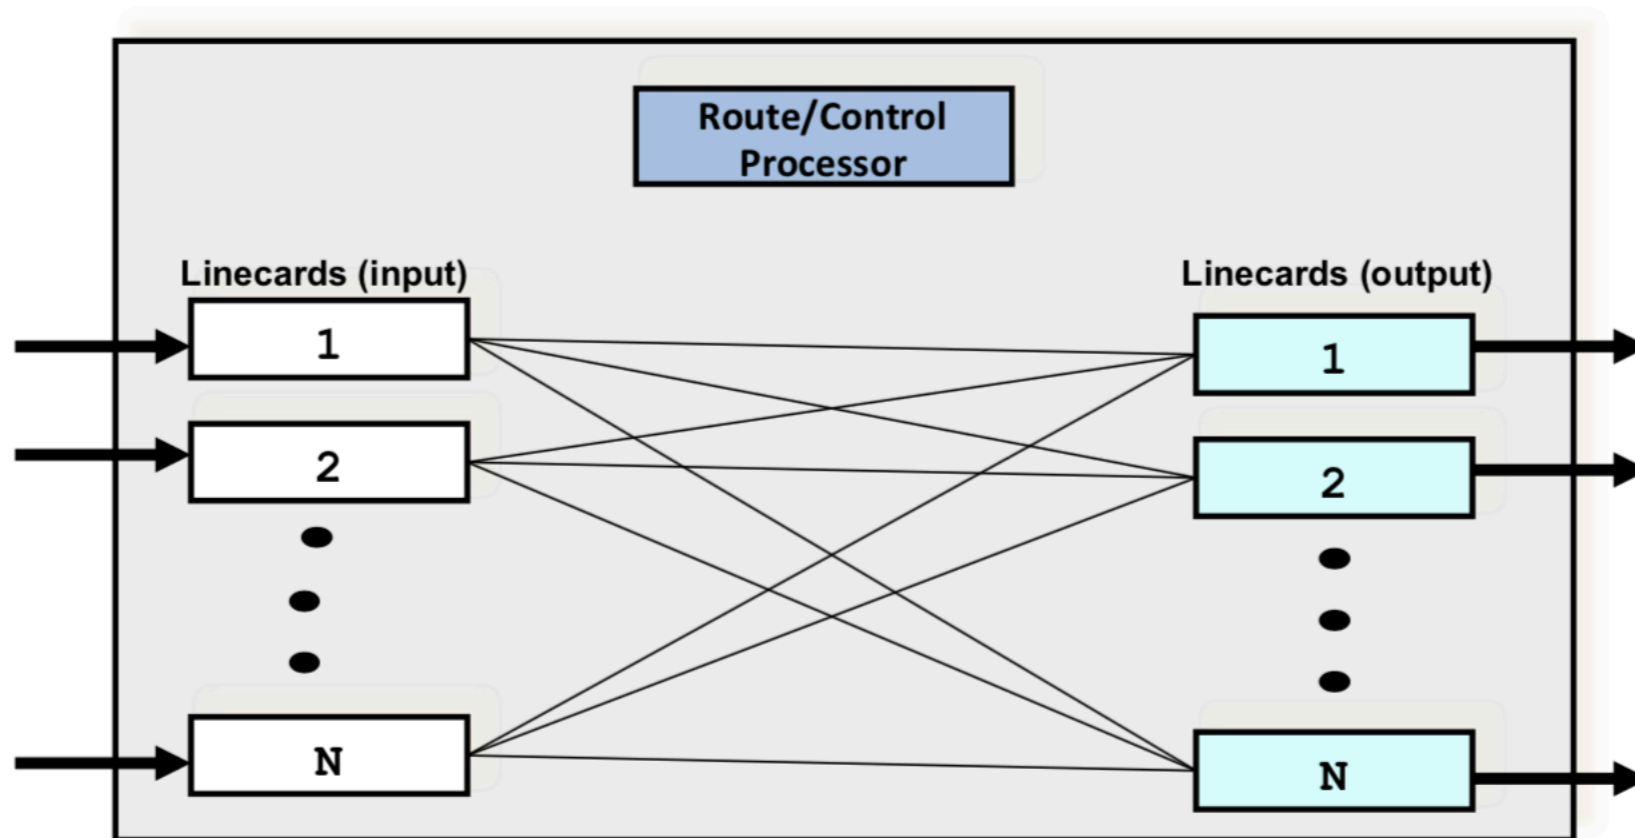 Route/Control
Processor
Linecards (input)
Linecards (output)
1
1
2
2
N
N